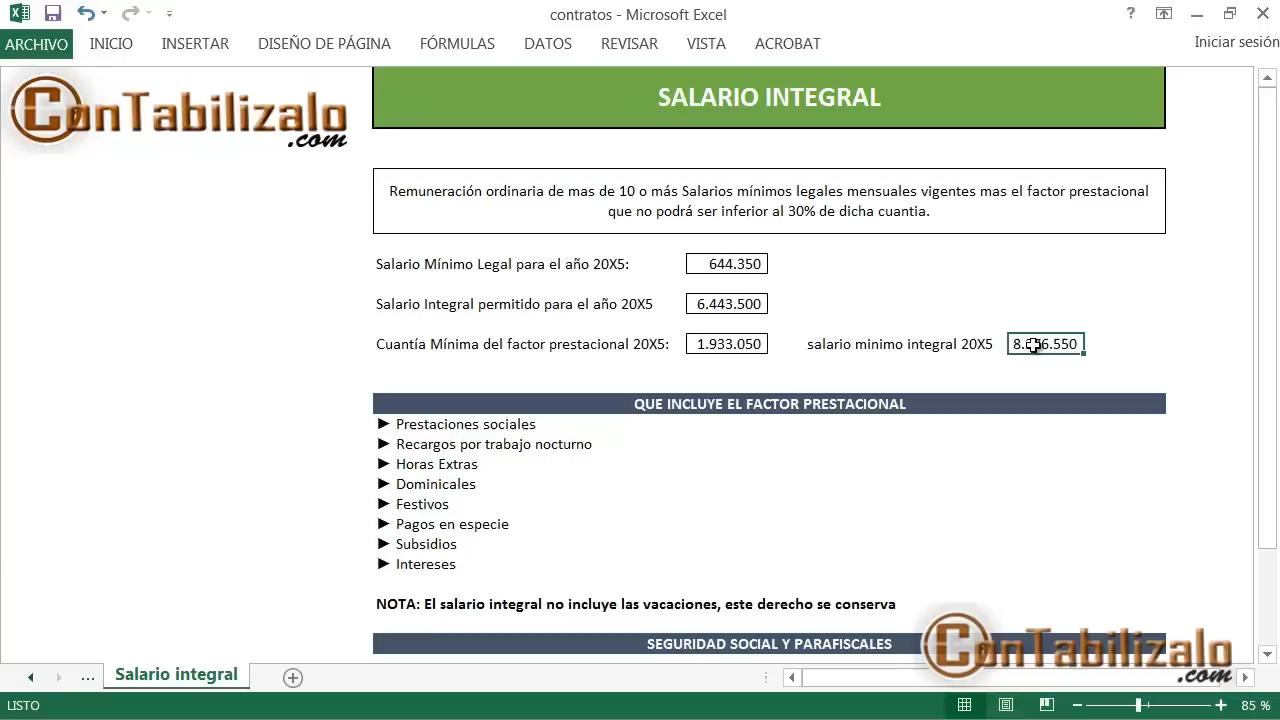 contratos - Microsoft Excel
ARCHIVO INICIO INSERTAR DISEÑO DE PÁGINA FÓRMULAS DATOS REVISAR VISTA ACROBAT Iniciar sesión
ConTabilizalo
.com
SALARIO INTEGRAL
Remuneración ordinaria de mas de 10 o más Salarios mínimos legales mensuales vigentes mas el factor prestacional
que no podrá ser inferior al 30% de dicha cuantia.
Salario Mínimo Legal para el año 20X5: 644.350
Salario Integral permitido para el año 20X5 6.443.500
Cuantía Mínima del factor prestacional 20X5: 1.933.050 salario minimo integral 20X5
QUE INCLUYE EL FACTOR PRESTACIONAL
► Prestaciones sociales
► Recargos por trabajo nocturno
► Horas Extras
► Dominicales
► Festivos
► Pagos en especie
► Subsidios
► Intereses
NOTA: El salario integral no incluye las vacaciones, este derecho se conserva
SEGURIDAD SOCIAL Y PARAFISCALES
ConTabilizalo
.com
... Salario integral
LISTO 85 %